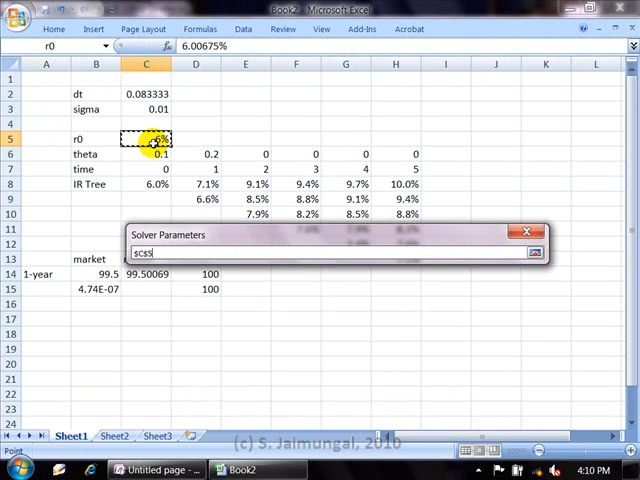 Book2 - Microsoft Excel
Home Insert Page Layout Formulas Data Review View Add-Ins
r0 fx 6.00675%
A B C D E F G H I J K L
1
2 dt 0.083333
3 sigma 0.01
4
5 r0 6%
6 theta 0.1 0.2 0 0 0 0
7 time 0 1 2 3 4 5
8 IR Tree 6.0% 7.1% 9.1% 9.4% 9.7% 10.0%
9 6.6% 8.5% 8.8% 9.1% 9.4%
10 7.9% 8.2% 8.5% 8.8%
Solver Parameters
11
$C$5
12
13 market
14 1-year 99.5 99.50069 100
15 4.74E-07 100
16
17
18
19
20
21
22
23
24
Sheet1 Sheet2 Sheet3
(c) S. Jaimungal, 2010
Point 200%
Untitled page - ... Book2 4:10 PM